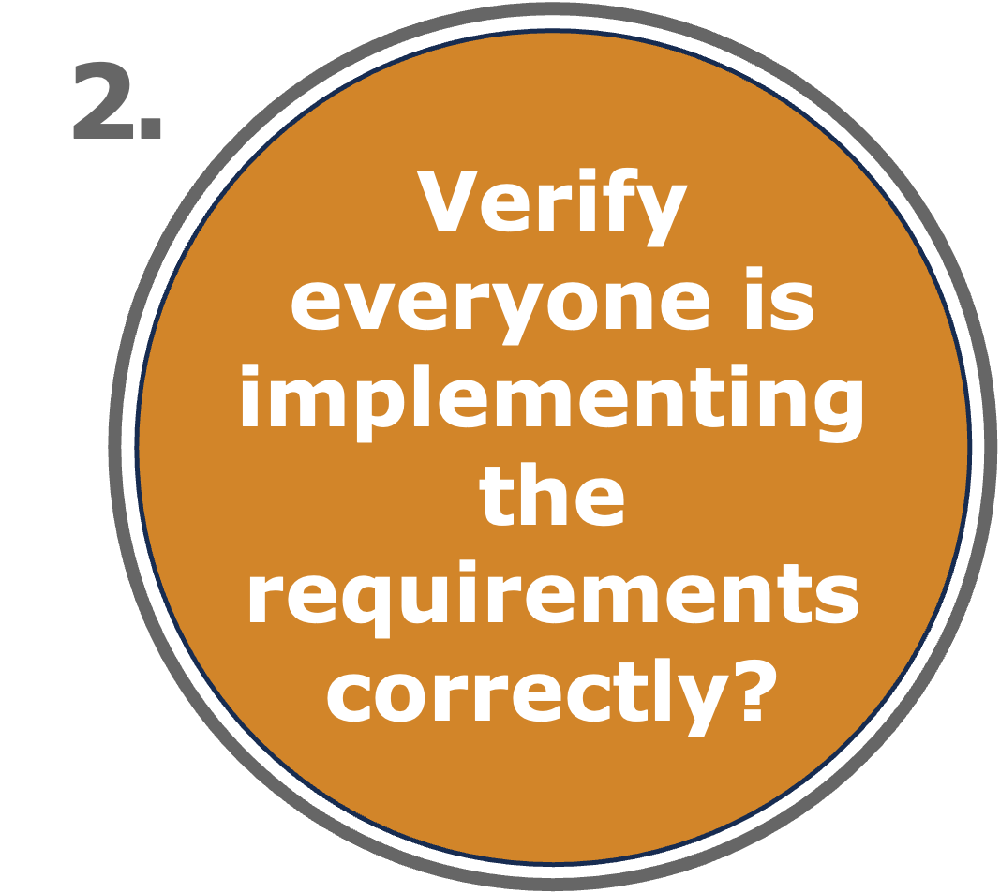 2.
Verify
everyone is
implementing
the
requirements
correctly?